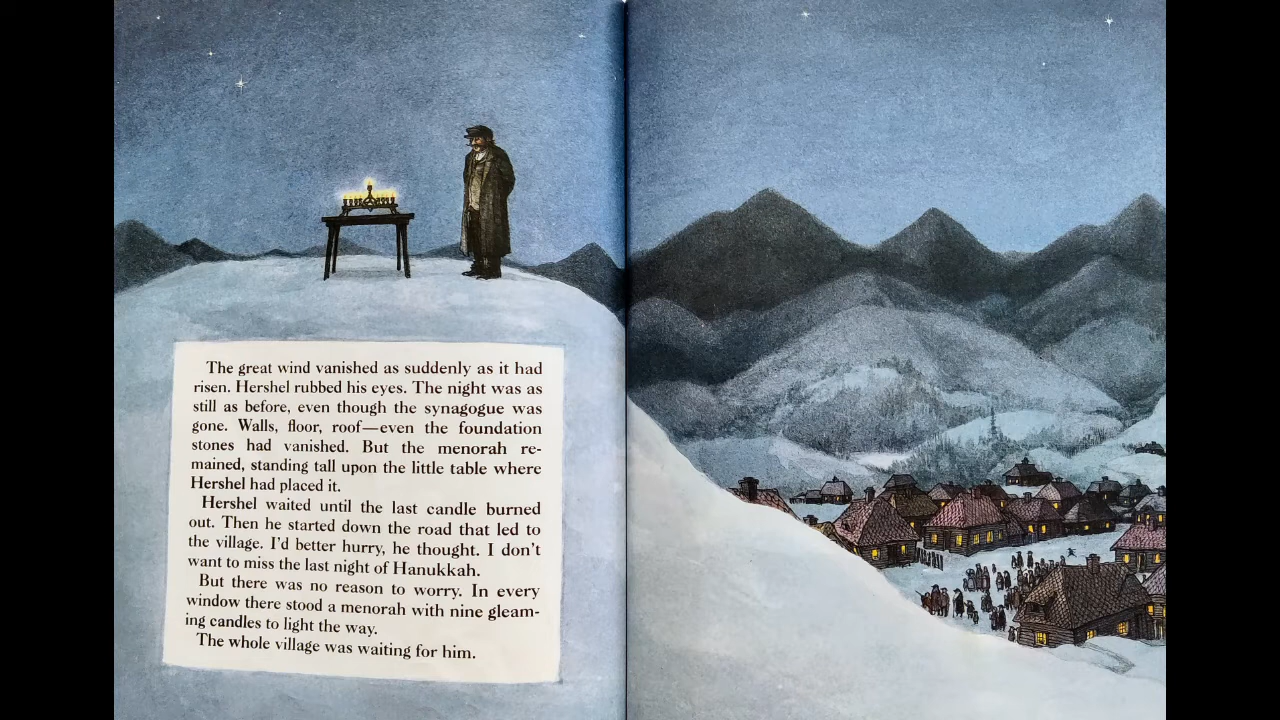 The great wind vanished as suddenly as it had
risen. Hershel rubbed his eyes. The night was as
still as before, even though the synagogue was
gone. Walls, floor, roof—even the foundation
stones had vanished. But the menorah re-
mained, standing tall upon the little table where
Hershel had placed it.
Hershel waited until the last candle burned
out. Then he started down the road that led to
the village. I'd better hurry, he thought. I don't
want to miss the last night of Hanukkah.
But there was no reason to worry. In every
window there stood a menorah with nine gleam-
ing candles to light the way.
The whole village was waiting for him.